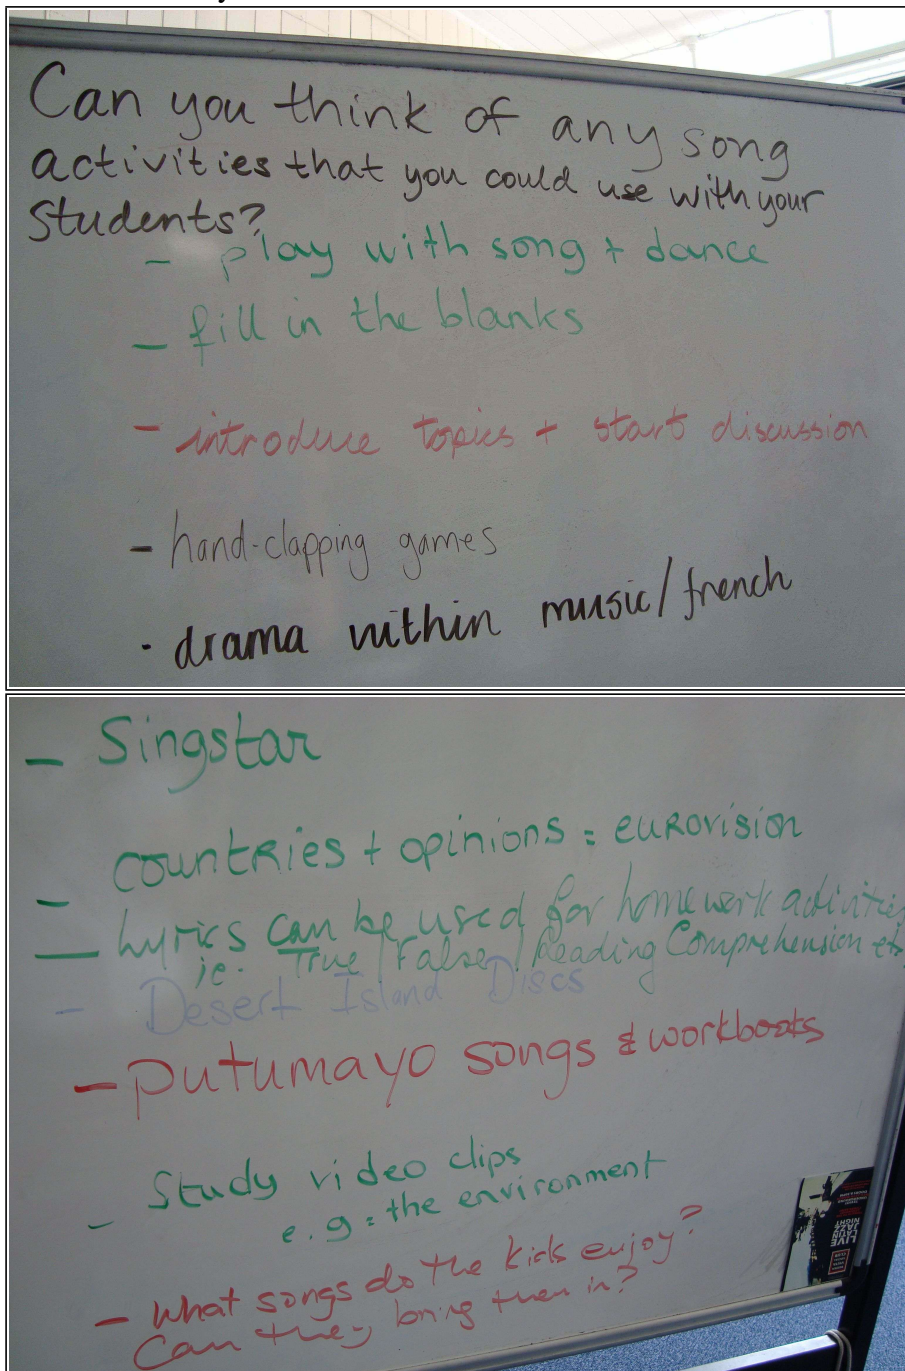 Can you think of any song
activities that you could use with your
Students?
- play with song + dance
- fill in the blanks
- introduce topics + start discussion
- hand-clapping games
· drama within music/french
- Singstar
- countries + opinions = eurovision
- Lyrics can be used for homework activities
ie. True/False/Reading Comprehension etc
- Desert Island Discs
- Putumayo songs & workbooks
- Study video clips
e.g = the environment
- What songs do the kids enjoy?
Can they bring them in?
LIVE
JAZZ
NIGHT